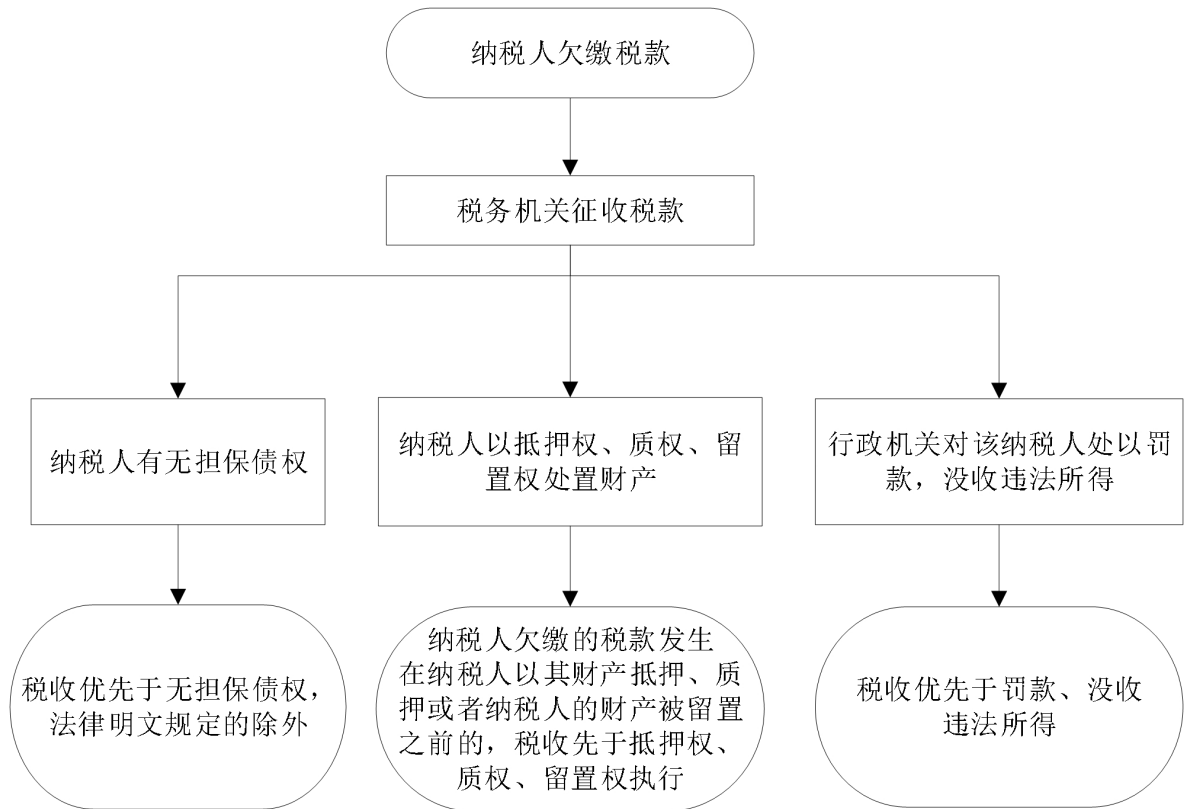 纳税人欠缴税款
税务机关征收税款
纳税人有无担保债权
纳税人以抵押权、质权、留
置权处置财产
行政机关对该纳税人处以罚
款，没收违法所得
税收优先于无担保债权，
法律明文规定的除外
纳税人欠缴的税款发生
在纳税人以其财产抵押、质
押或者纳税人的财产被留置
之前的，税收先于抵押权、
质权、留置权执行
税收优先于罚款、没收
违法所得